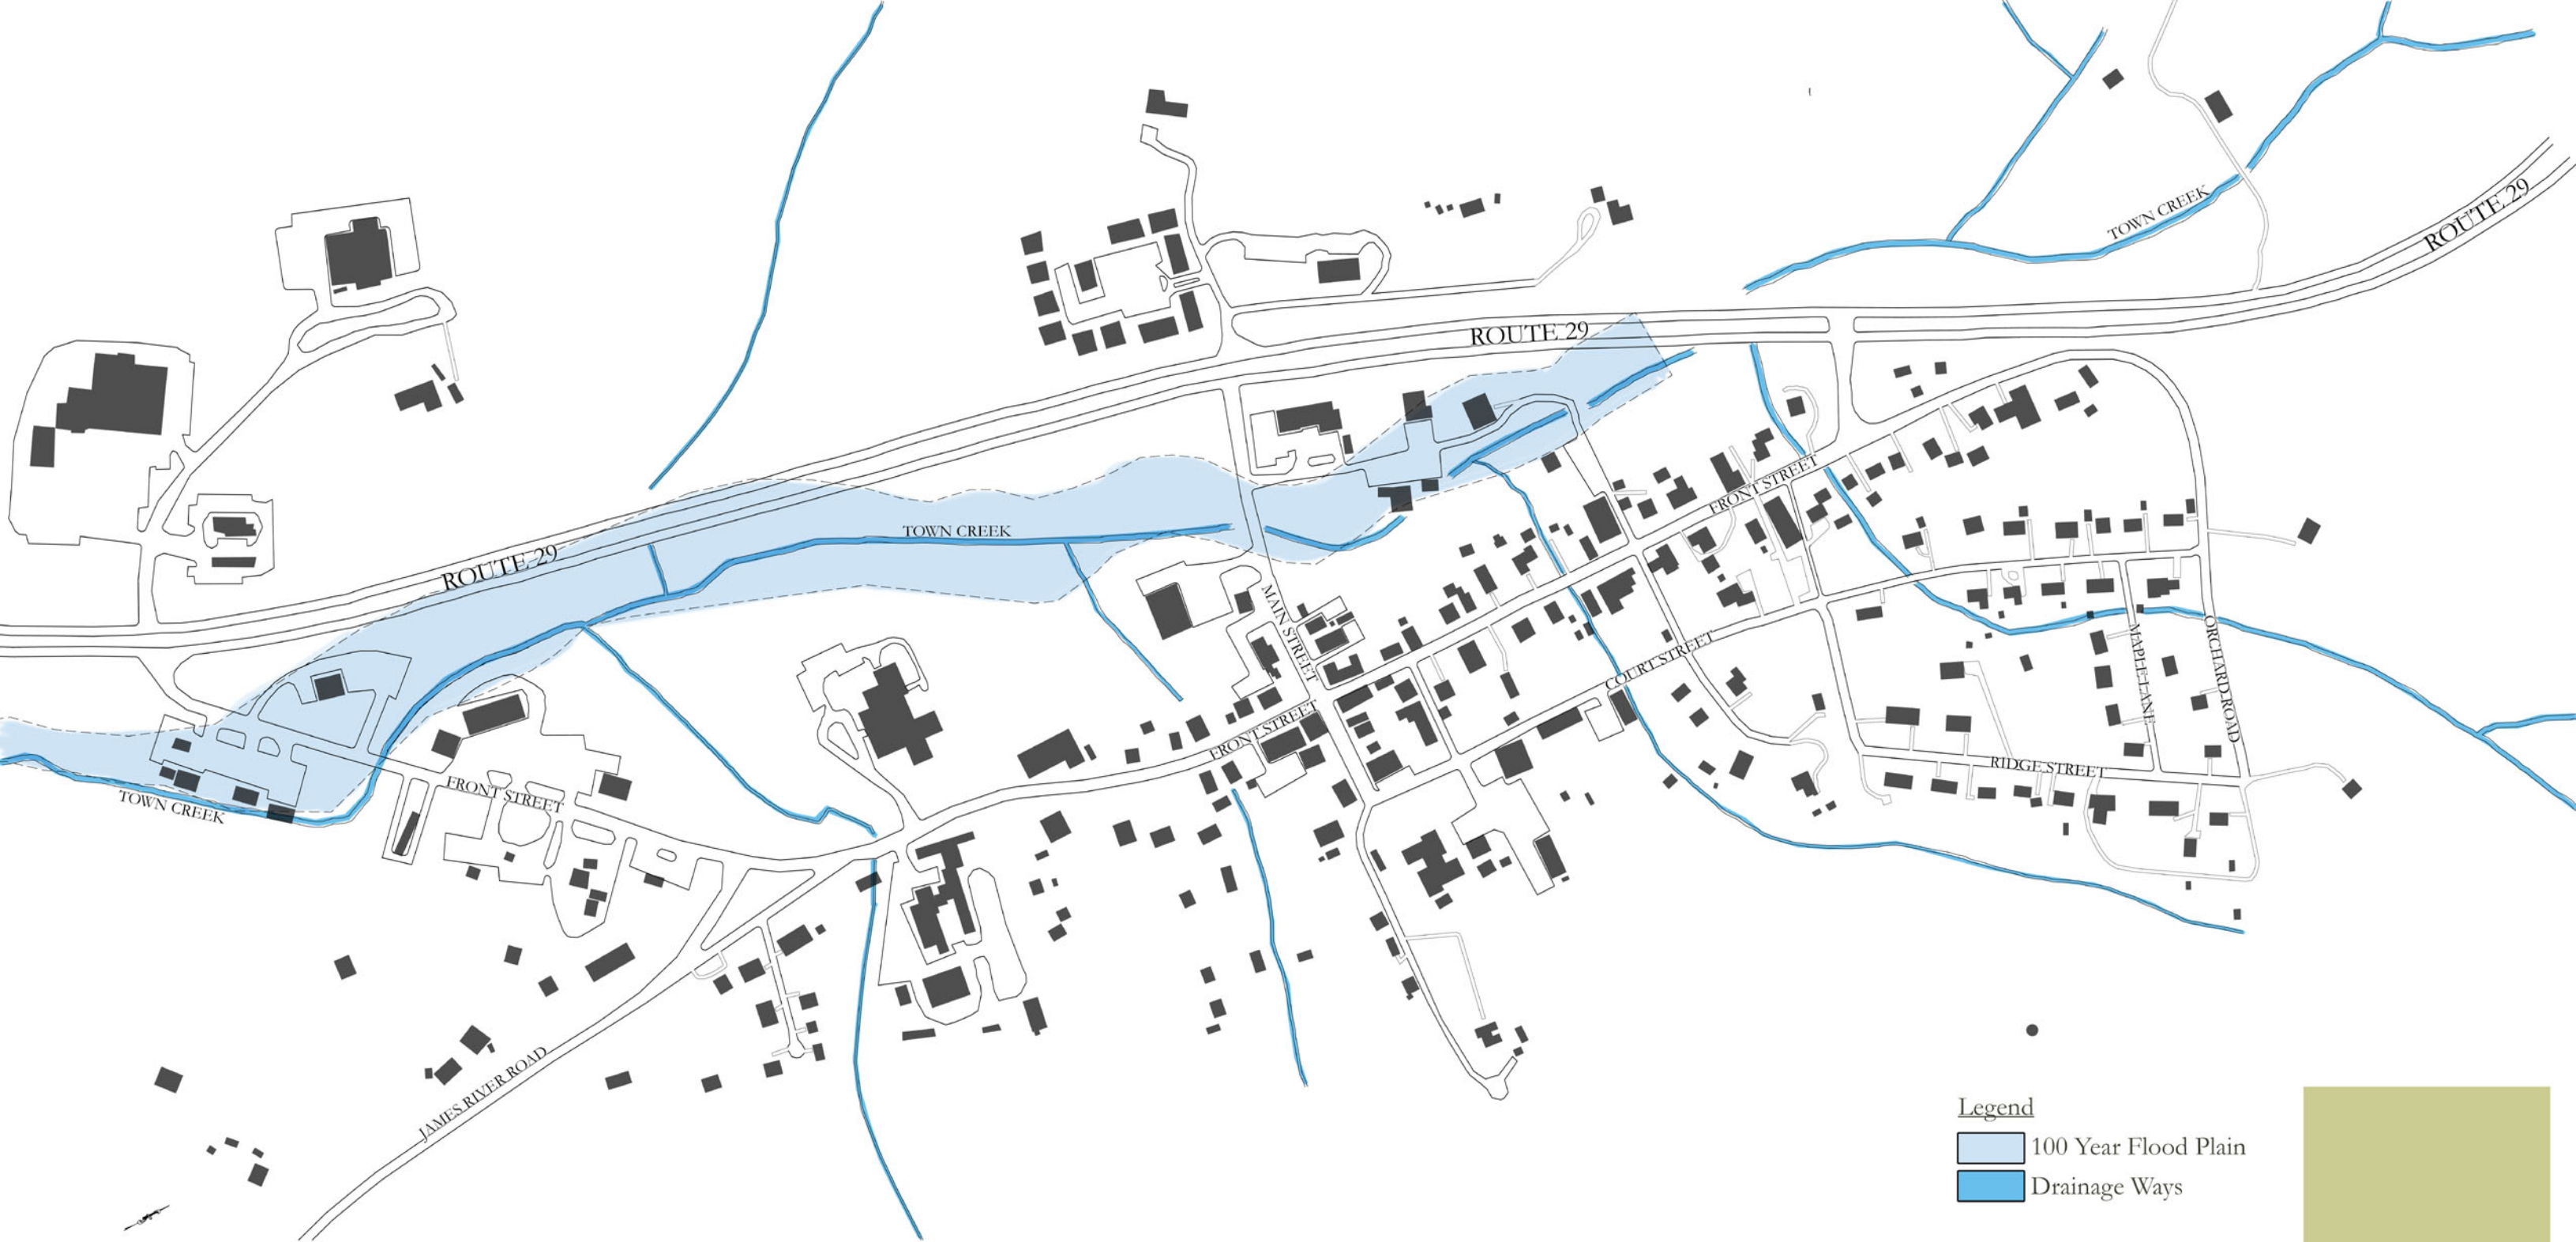 TOWN CREEK
ROUTE 29
ROUTE 29
TOWN CREEK
ROUTE 29
MAIN STREET
FRONT STREET
COURT STREET
MAPLE LANE
ORCHARD ROAD
FRONT STREET
RIDGE STREET
TOWN CREEK
FRONT STREET
JAMES RIVER ROAD
Legend
100 Year Flood Plain
Drainage Ways